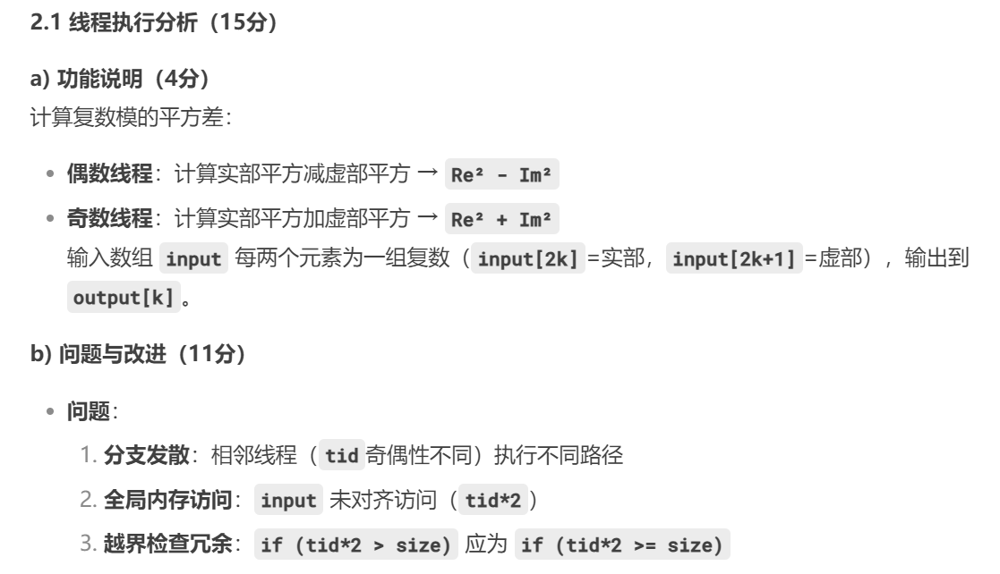 2.1 线程执行分析（15分）
a) 功能说明（4分）
计算复数模的平方差：
• 偶数线程：计算实部平方减虚部平方 → Re² - Im²
• 奇数线程：计算实部平方加虚部平方 → Re² + Im²
输入数组 input 每两个元素为一组复数（input[2k]=实部，input[2k+1]=虚部），输出到
output[k]。
b) 问题与改进（11分）
• 问题：
1. 分支发散：相邻线程（tid奇偶性不同）执行不同路径
2. 全局内存访问：input 未对齐访问（tid*2）
3. 越界检查冗余：if (tid*2 > size) 应为 if (tid*2 >= size)